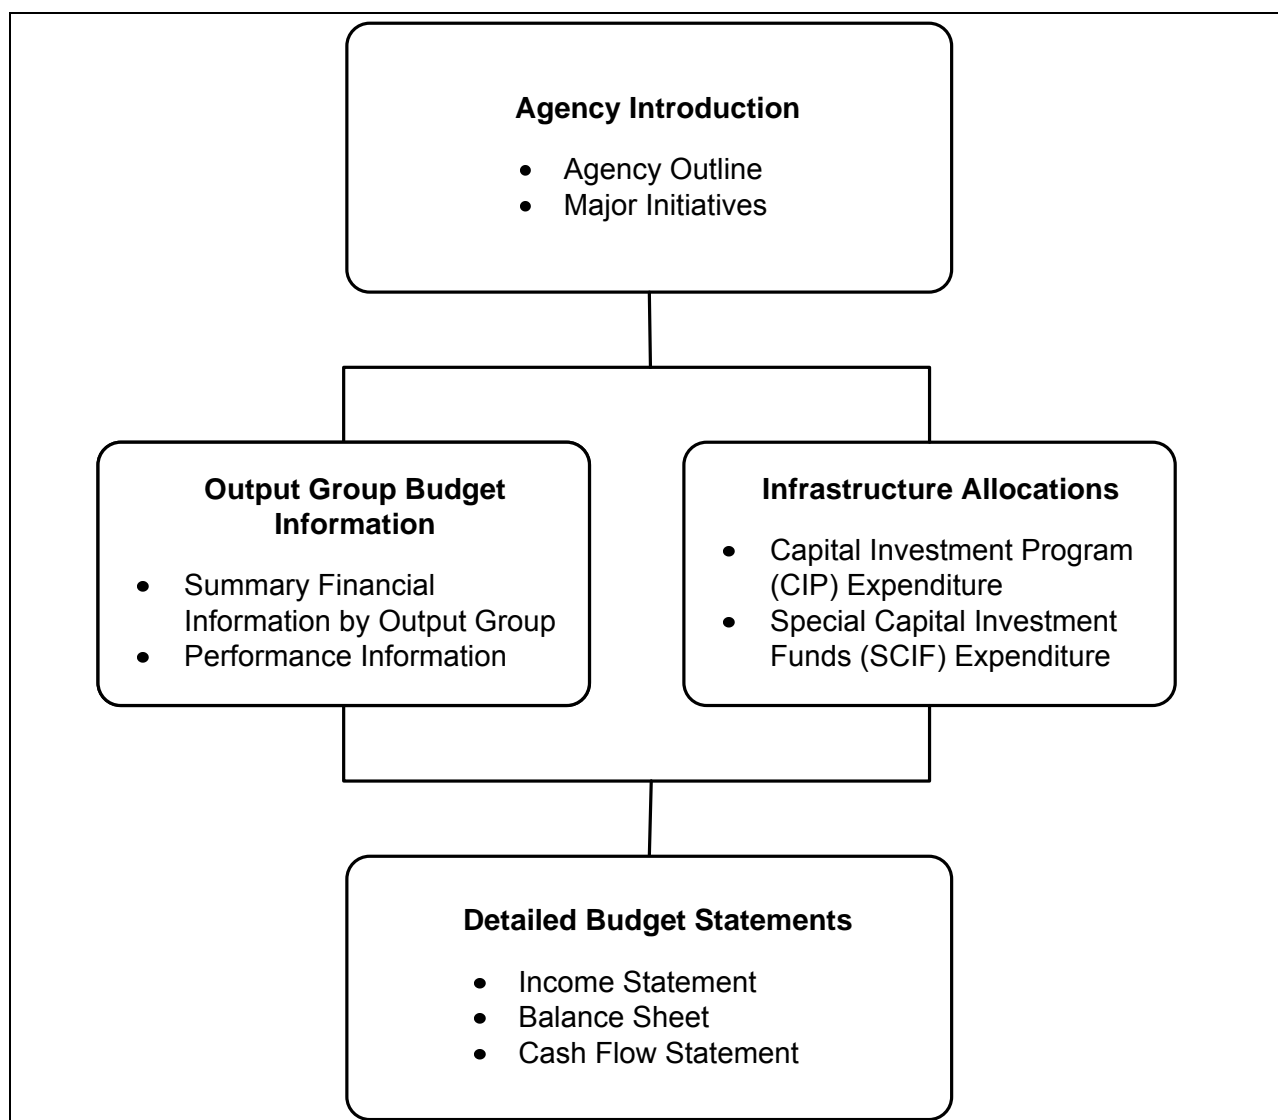 Agency Introduction
• Agency Outline
• Major Initiatives
Output Group Budget
Information
• Summary Financial
Information by Output Group
• Performance Information
Infrastructure Allocations
• Capital Investment Program
(CIP) Expenditure
• Special Capital Investment
Funds (SCIF) Expenditure
Detailed Budget Statements
• Income Statement
• Balance Sheet
• Cash Flow Statement